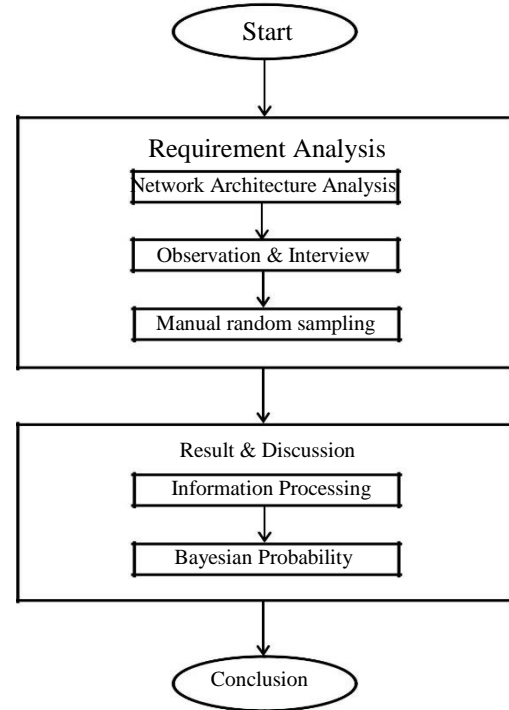 Start
Requirement Analysis
Network Architecture Analysis
Observation & Interview
Manual random sampling
Result & Discussion
Information Processing
Bayesian Probability
Conclusion